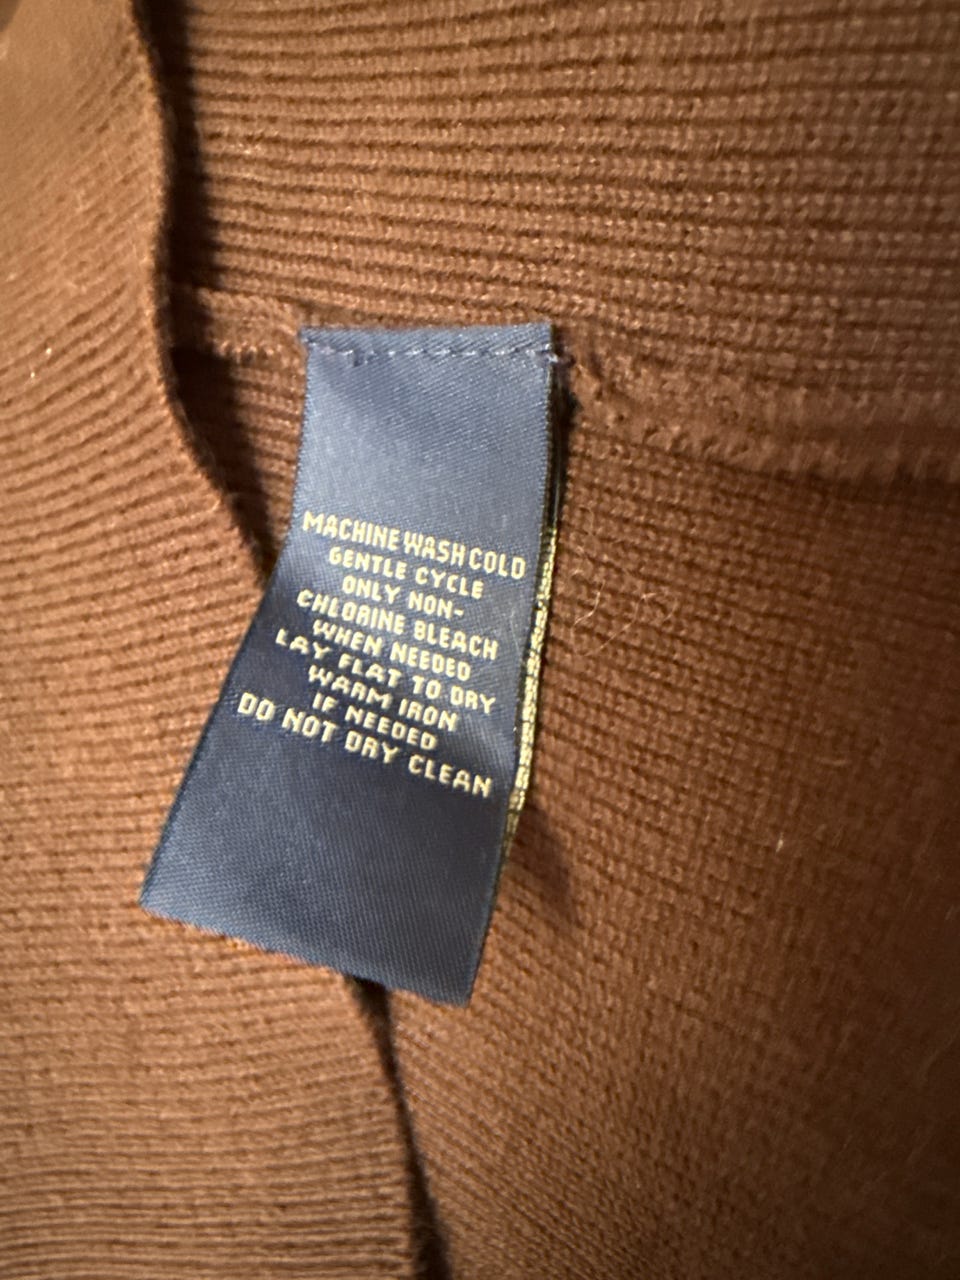 MACHINE WASH COLD
GENTLE CYCLE
ONLY NON-
CHLORINE BLEACH
WHEN NEEDED
LAY FLAT TO DRY
WARM IRON
IF NEEDED
DO NOT DRY CLEAN